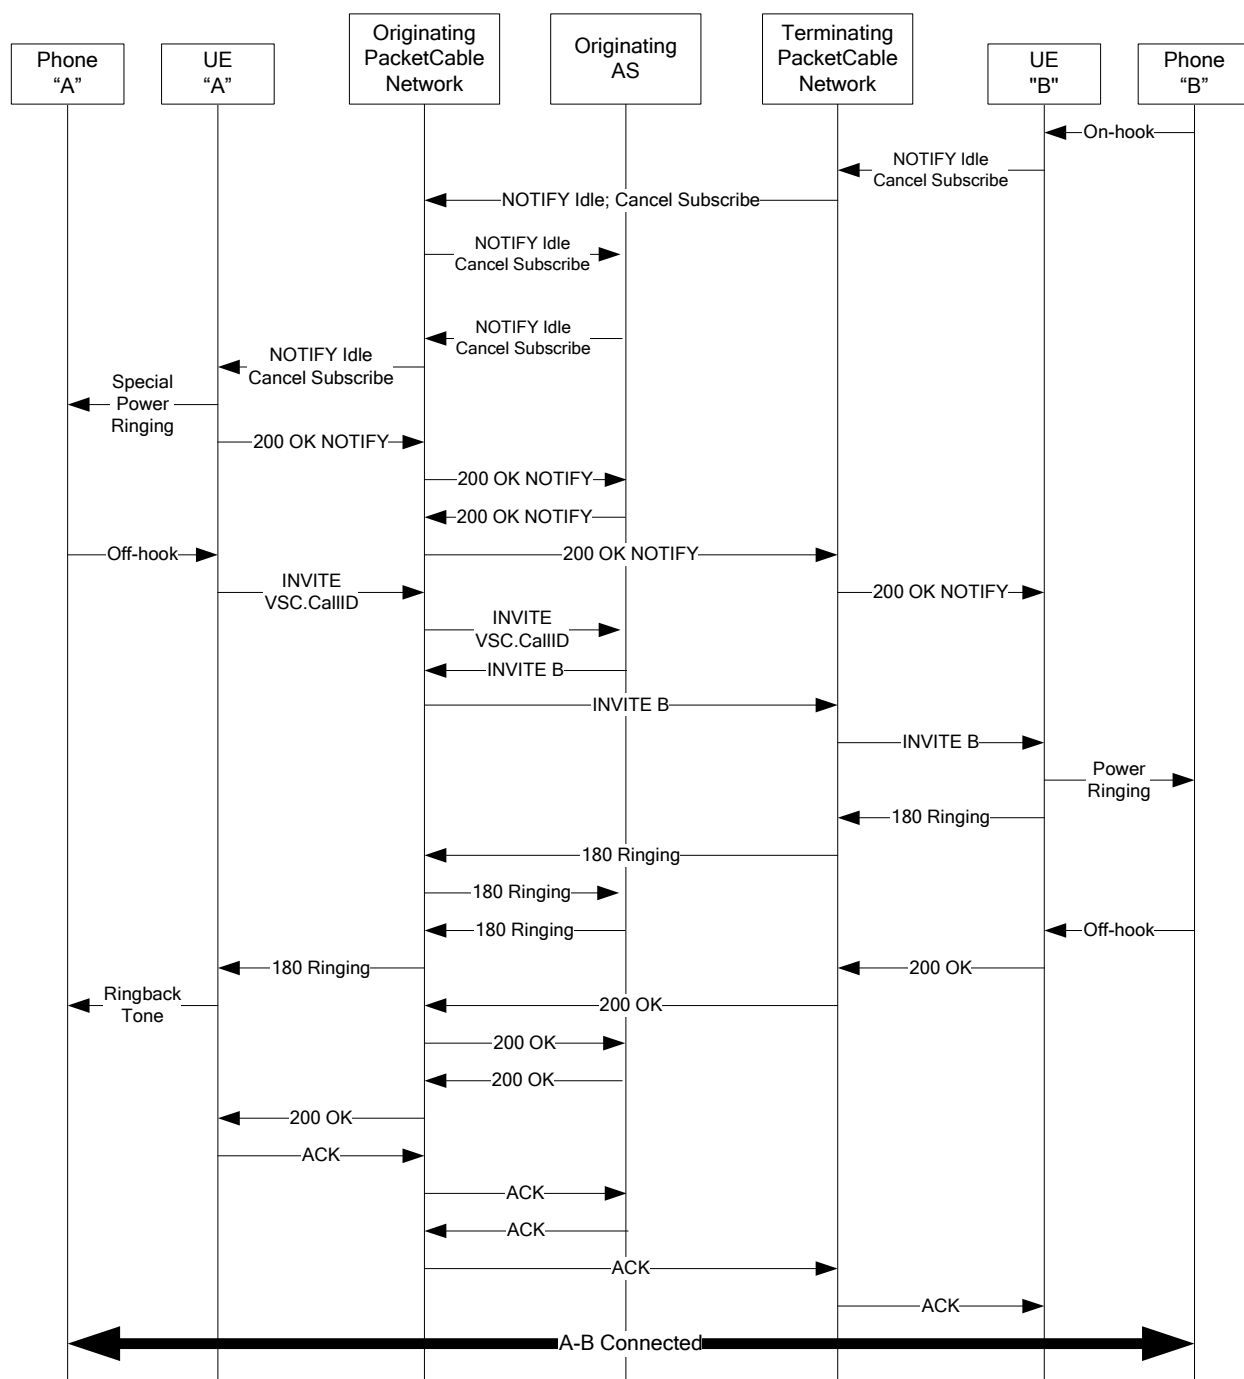 Phone
“A”
UE
“A”
Originating
PacketCable
Network
Originating
AS
Terminating
PacketCable
Network
UE
"B"
Phone
“B”
On-hook
NOTIFY Idle
Cancel Subscribe
NOTIFY Idle; Cancel Subscribe
NOTIFY Idle
Cancel Subscribe
NOTIFY Idle
Cancel Subscribe
NOTIFY Idle
Cancel Subscribe
Special
Power
Ringing
200 OK NOTIFY
200 OK NOTIFY
200 OK NOTIFY
Off-hook
200 OK NOTIFY
INVITE
VSC.CallID
200 OK NOTIFY
INVITE
VSC.CallID
INVITE B
INVITE B
INVITE B
Power
Ringing
180 Ringing
180 Ringing
180 Ringing
180 Ringing
Off-hook
180 Ringing
200 OK
Ringback
Tone
200 OK
200 OK
200 OK
200 OK
ACK
ACK
ACK
ACK
ACK
A-B Connected